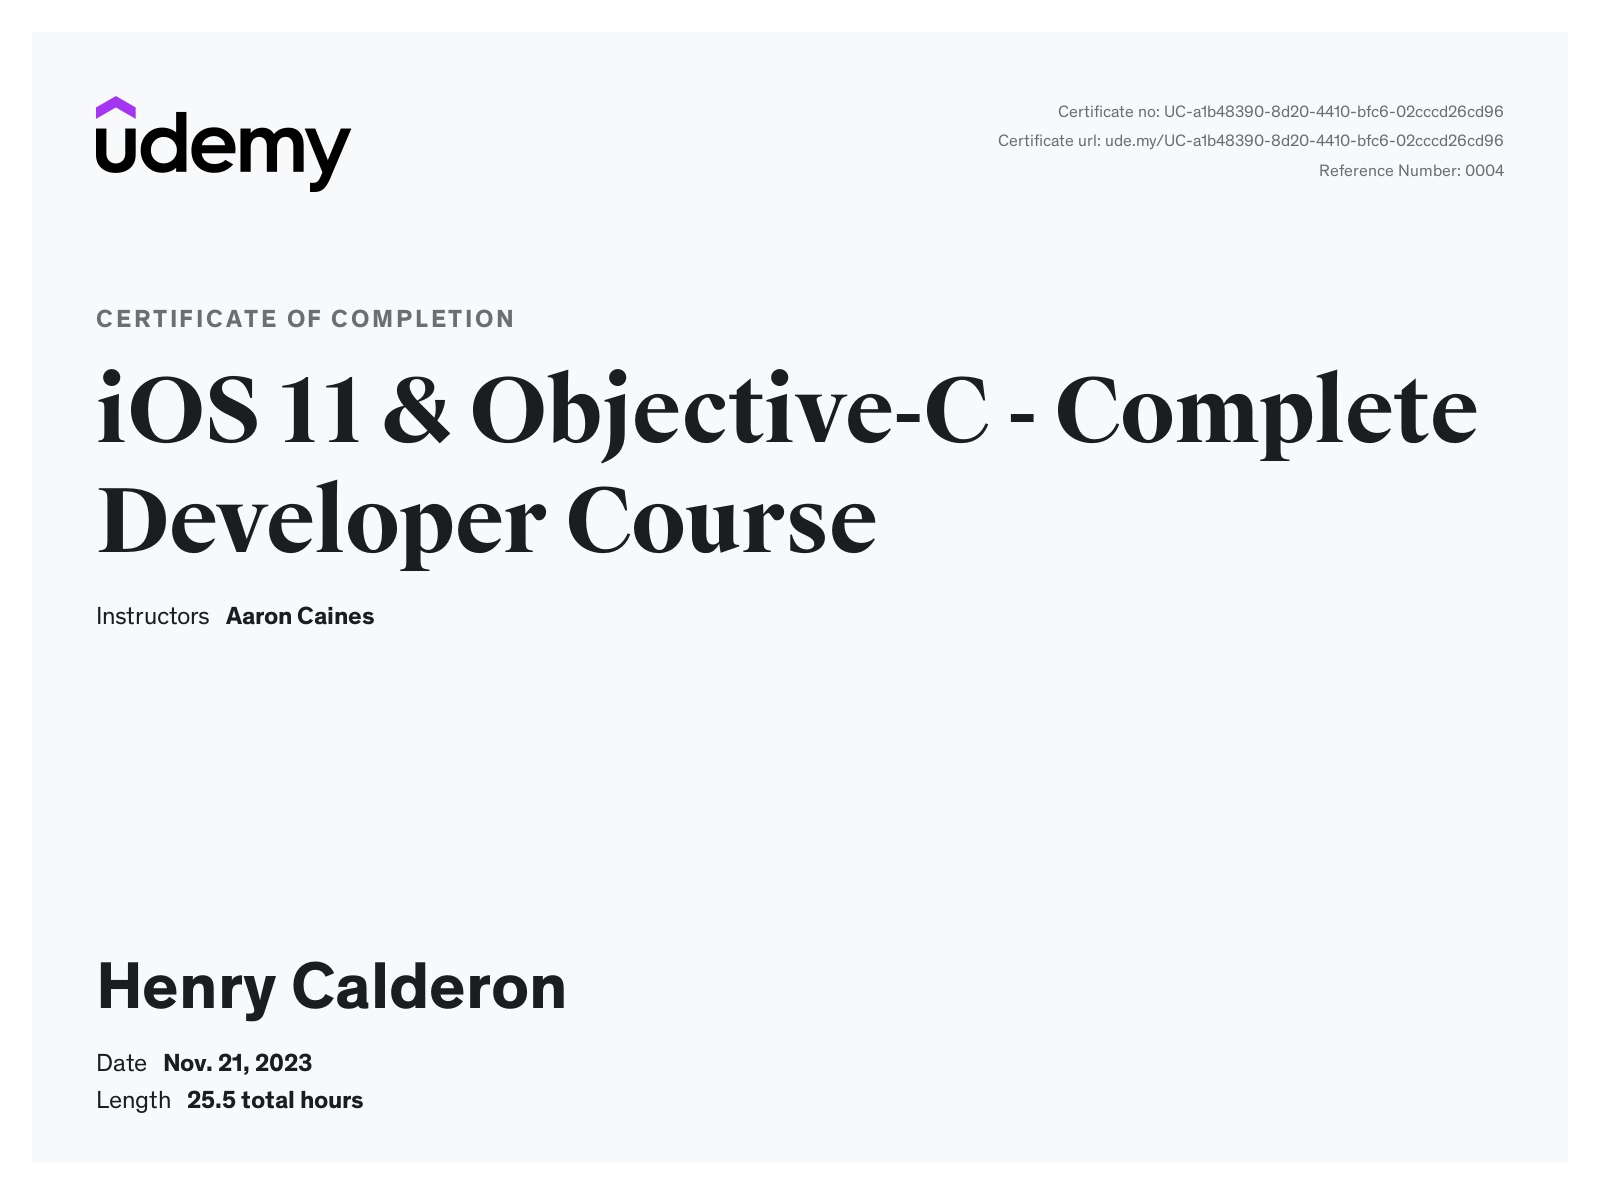 udemy
Certificate no: UC-a1b48390-8d20-4410-bfc6-02cccd26cd96
Certificate url: ude.my/UC-a1b48390-8d20-4410-bfc6-02cccd26cd96
Reference Number: 0004
CERTIFICATE OF COMPLETION
iOS 11 & Objective-C - Complete
Developer Course
Instructors Aaron Caines
Henry Calderon
Date Nov. 21, 2023
Length 25.5 total hours